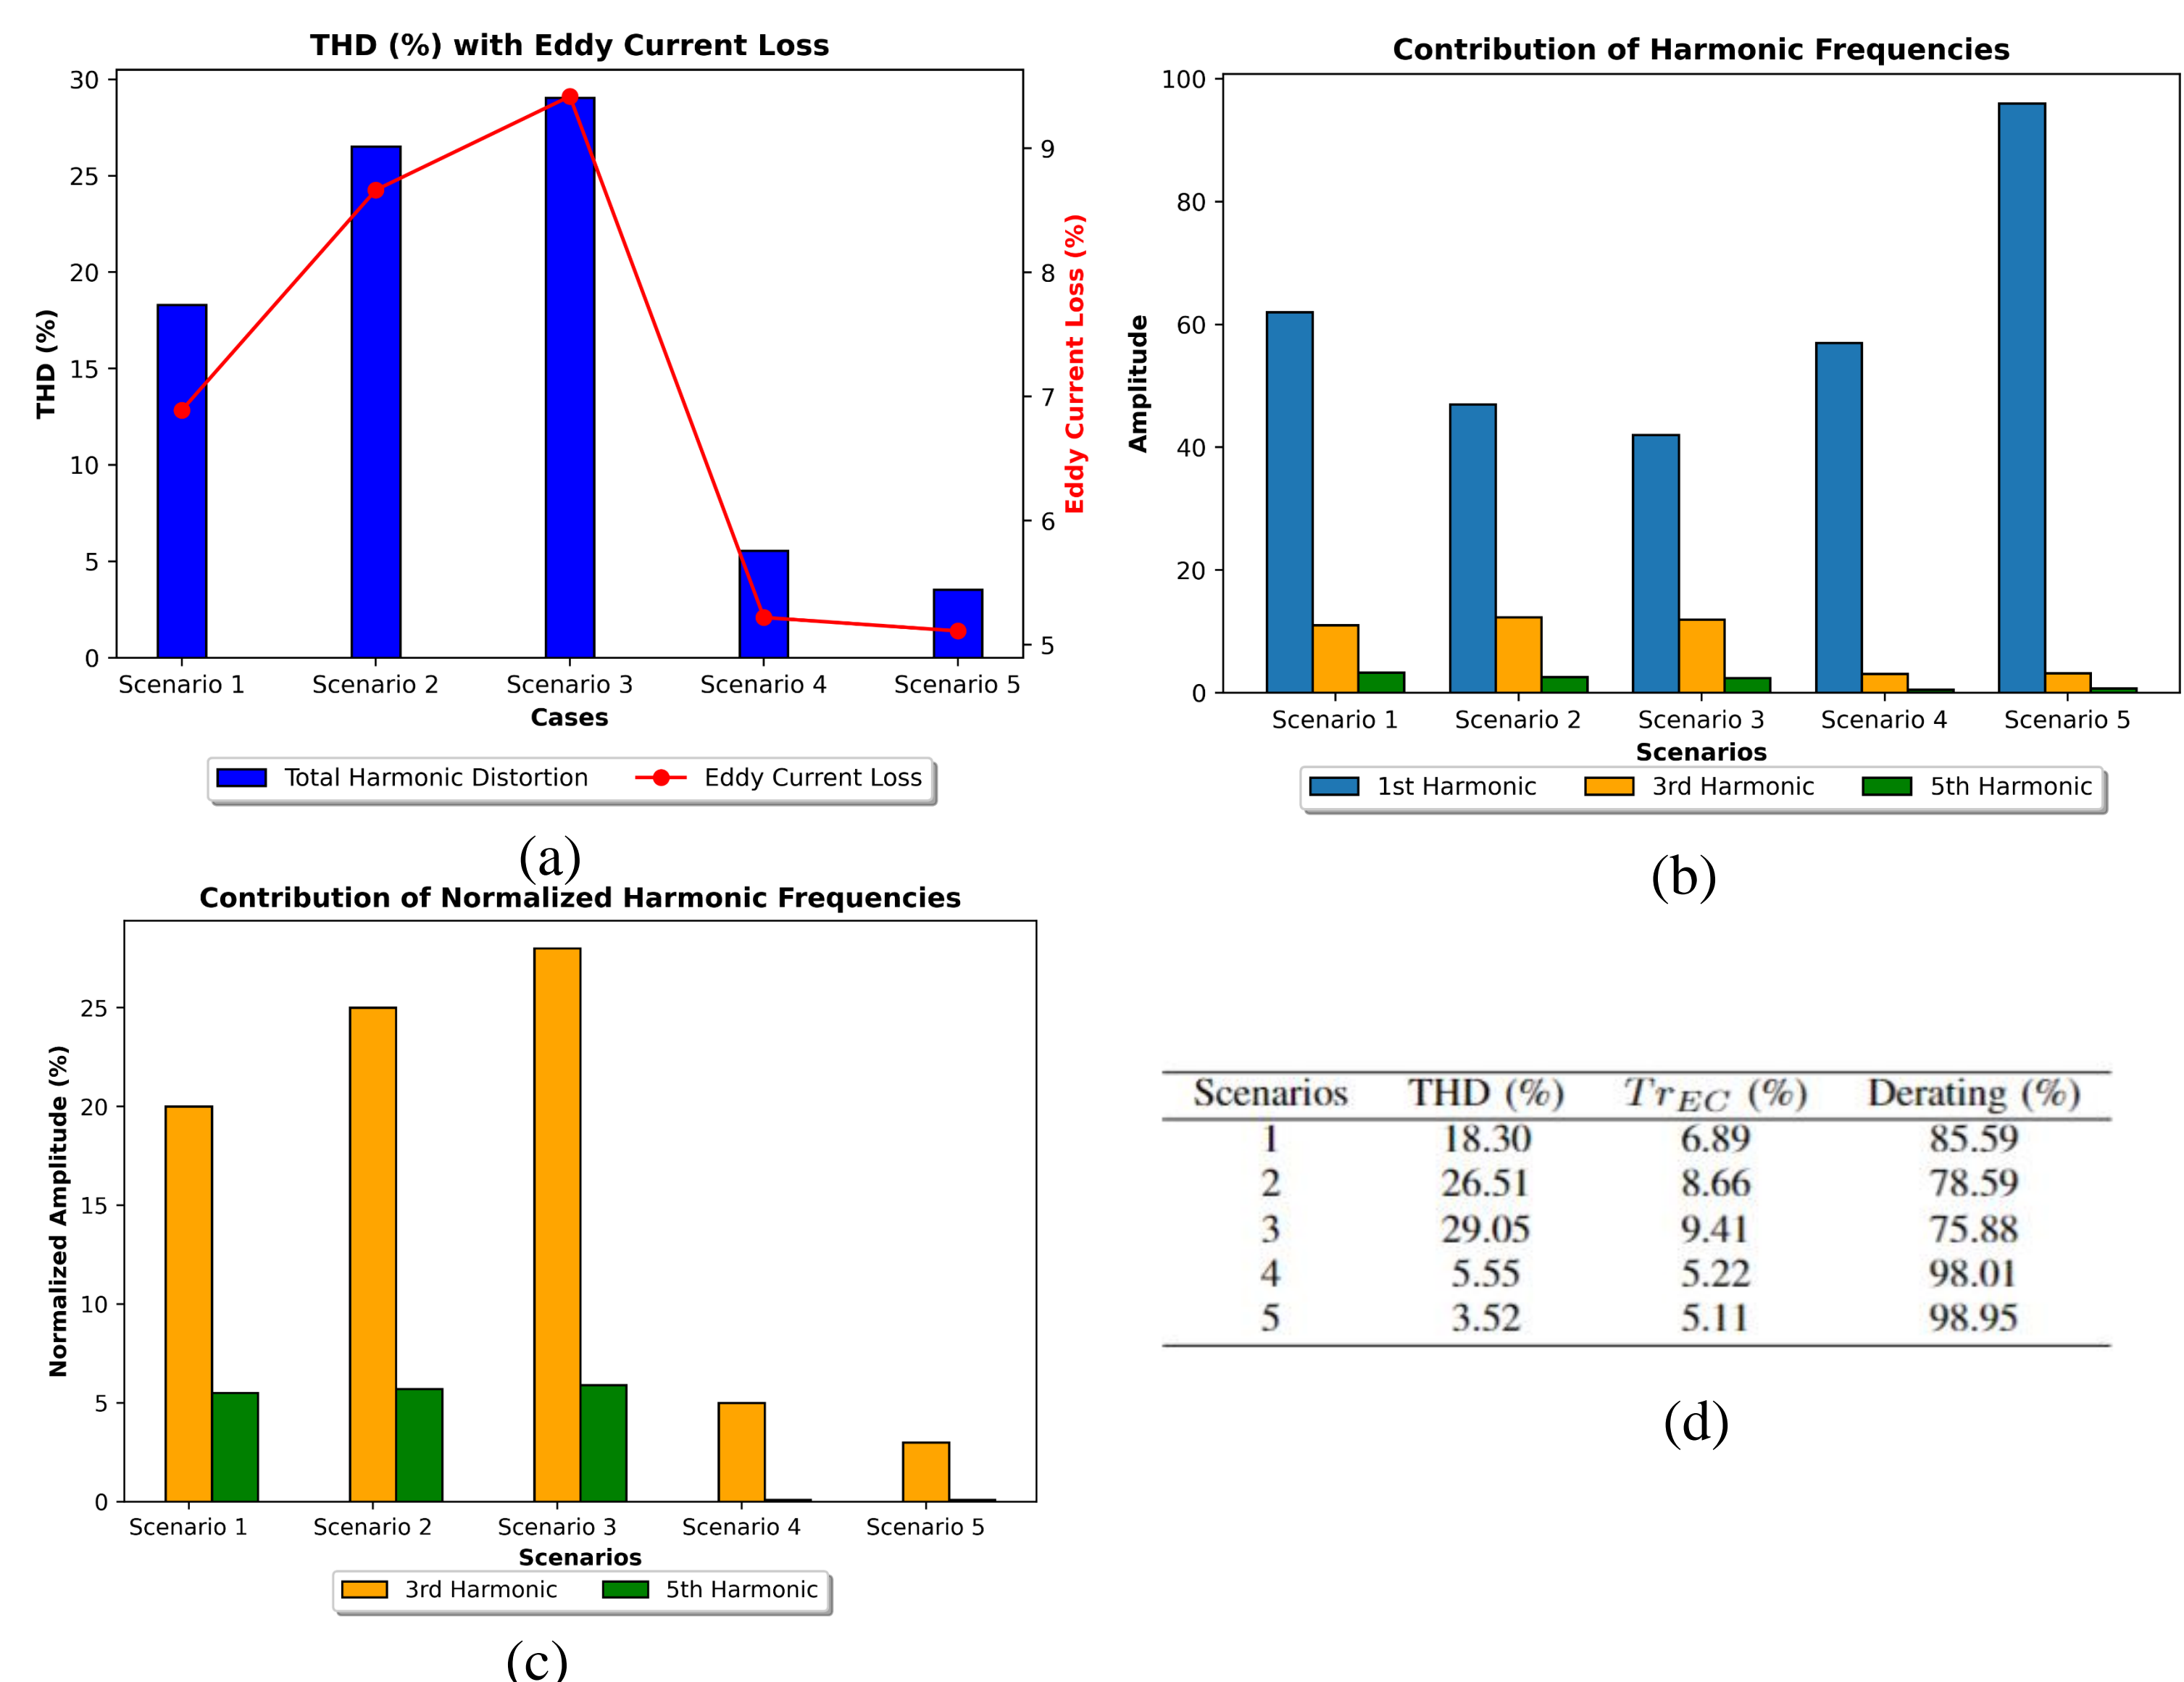 THD (%) with Eddy Current Loss
30
25
20
15
10
5
0
THD (%)
9
8
7
6
5
Eddy Current Loss (%)
Scenario 1 Scenario 2 Scenario 3 Scenario 4 Scenario 5
Cases
Total Harmonic Distortion Eddy Current Loss
(a)
Contribution of Harmonic Frequencies
100
80
60
40
20
0
Amplitude
Scenario 1 Scenario 2 Scenario 3 Scenario 4 Scenario 5
Scenarios
1st Harmonic 3rd Harmonic 5th Harmonic
(b)
Contribution of Normalized Harmonic Frequencies
25
20
15
10
5
0
Normalized Amplitude (%)
Scenario 1 Scenario 2 Scenario 3 Scenario 4 Scenario 5
Scenarios
3rd Harmonic 5th Harmonic
(c)
Scenarios THD (%) Tr_EC (%) Derating (%)
1 18.30 6.89 85.59
2 26.51 8.66 78.59
3 29.05 9.41 75.88
4 5.55 5.22 98.01
5 3.52 5.11 98.95
(d)